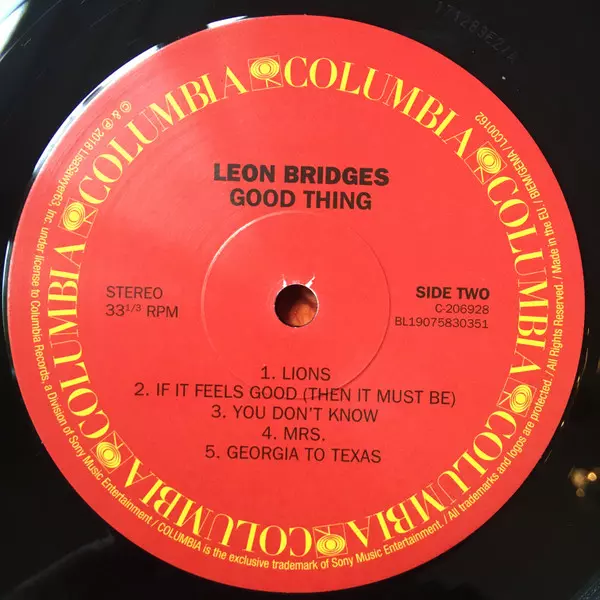 LEON BRIDGES
GOOD THING
STEREO
33 1/3 RPM
SIDE TWO
C-206928
BL19075830351
1. LIONS
2. IF IT FEELS GOOD (THEN IT MUST BE)
3. YOU DON'T KNOW
4. MRS.
5. GEORGIA TO TEXAS
COLUMBIA COLUMBIA COLUMBIA COLUMBIA COLUMBIA COLUMBIA
© & ℗ 2018 LisaSawyer63, Inc. under license to Columbia Records, a Division of Sony Music Entertainment / COLUMBIA is the exclusive trademark of Sony Music Entertainment. / All trademarks and logos are protected. / All Rights Reserved. / Made in the EU / BIEM/GEMA / LC00162